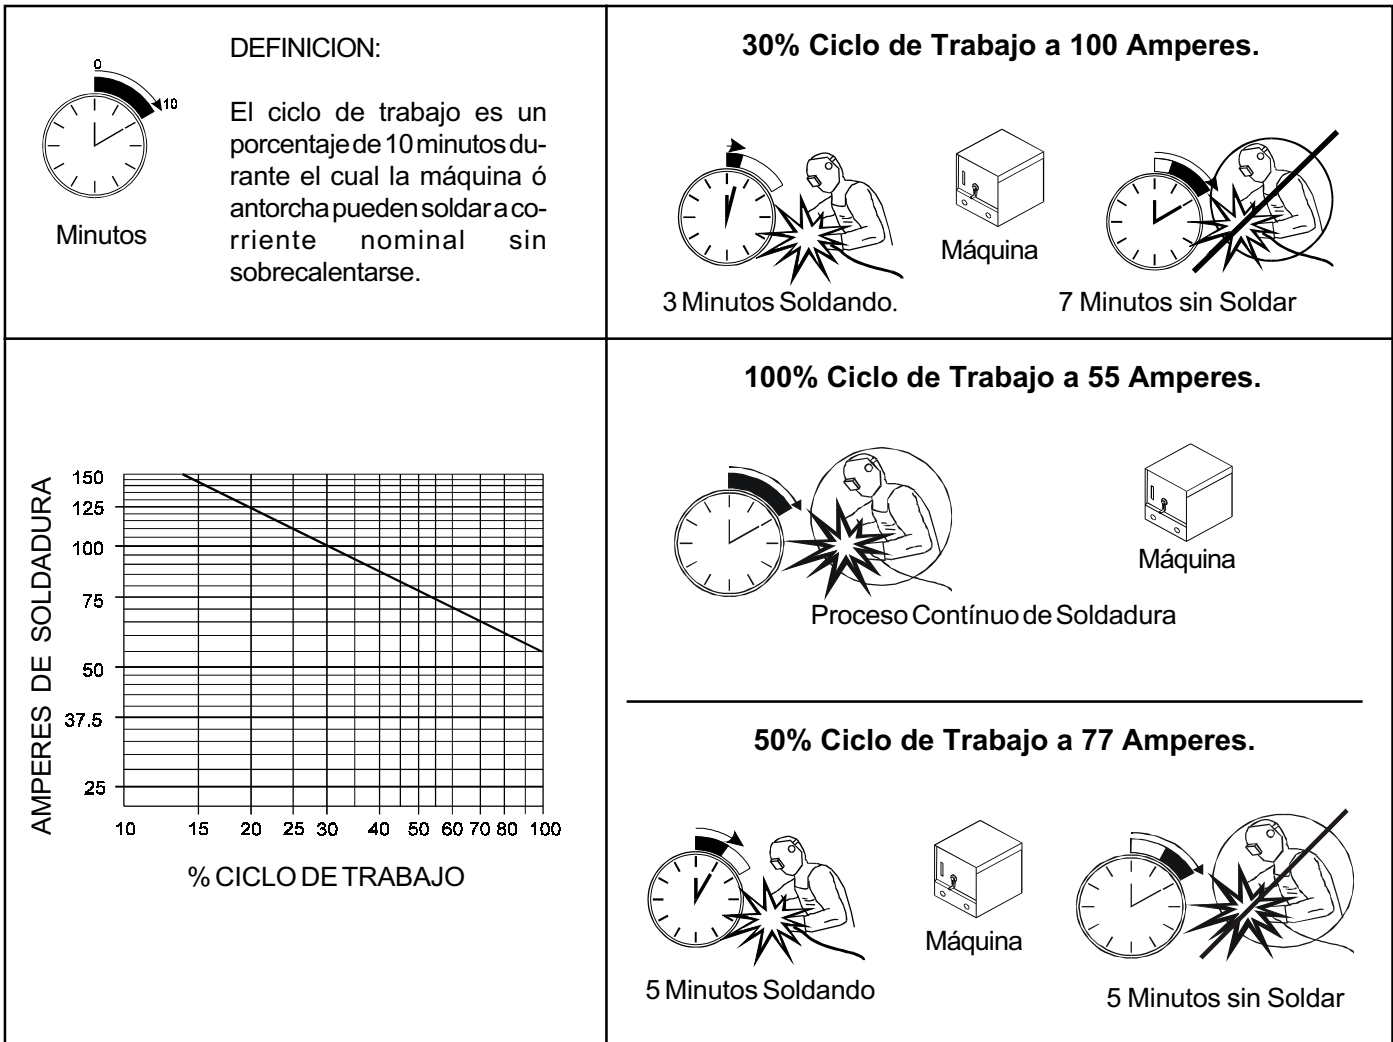 0
10
Minutos
DEFINICION:
El ciclo de trabajo es un
porcentaje de 10 minutos du-
rante el cual la máquina ó
antorcha pueden soldar a co-
rriente nominal sin
sobrecalentarse.
30% Ciclo de Trabajo a 100 Amperes.
Máquina
3 Minutos Soldando.
7 Minutos sin Soldar
AMPERES DE SOLDADURA
150
125
100
75
50
37.5
25
10 15 20 25 30 40 50 60 70 80 100
% CICLO DE TRABAJO
100% Ciclo de Trabajo a 55 Amperes.
Máquina
Proceso Contínuo de Soldadura
50% Ciclo de Trabajo a 77 Amperes.
Máquina
5 Minutos Soldando
5 Minutos sin Soldar